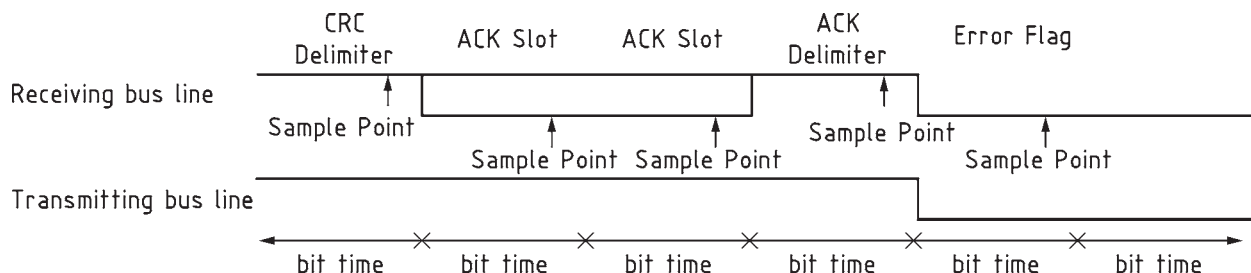 CRC
Delimiter
ACK Slot
ACK Slot
ACK
Delimiter
Error Flag
Receiving bus line
Sample Point
Sample Point
Sample Point
Sample Point
Sample Point
Transmitting bus line
bit time
bit time
bit time
bit time
bit time
bit time